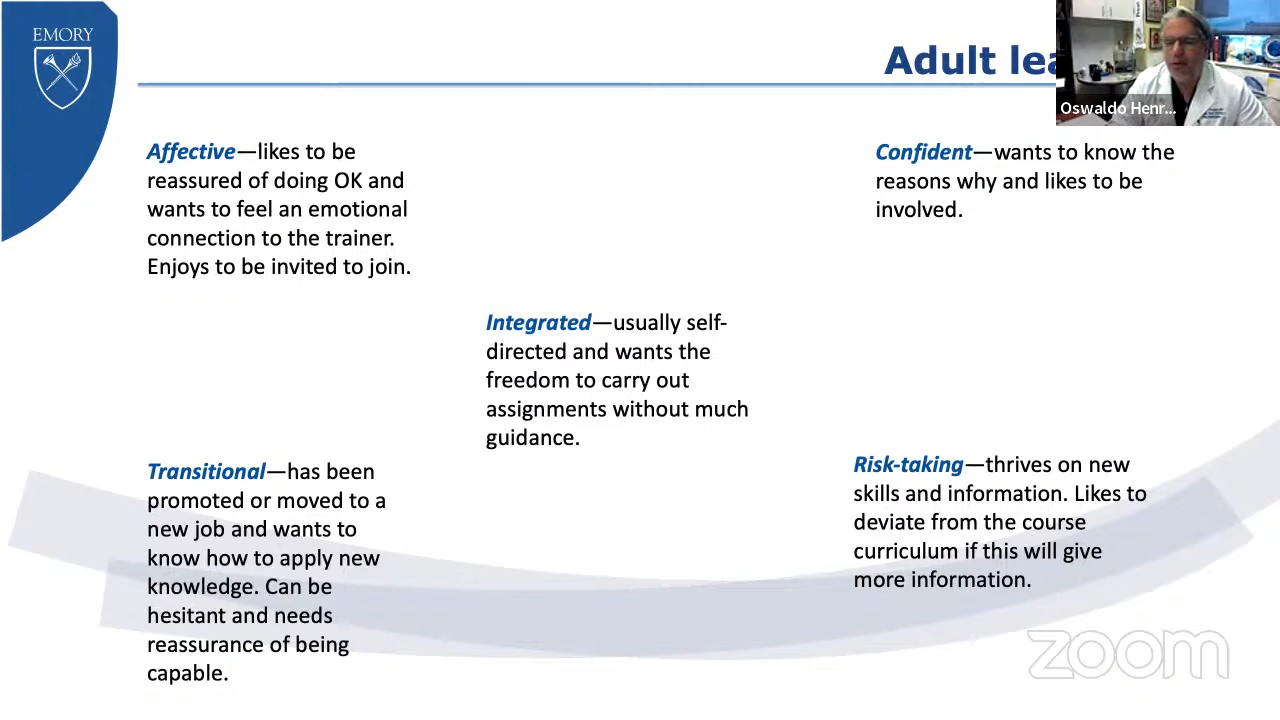 EMORY
Adult lea
Oswaldo Henr...
Affective—likes to be
reassured of doing OK and
wants to feel an emotional
connection to the trainer.
Enjoys to be invited to join.
Confident—wants to know the
reasons why and likes to be
involved.
Integrated—usually self-
directed and wants the
freedom to carry out
assignments without much
guidance.
Transitional—has been
promoted or moved to a
new job and wants to
know how to apply new
knowledge. Can be
hesitant and needs
reassurance of being
capable.
Risk-taking—thrives on new
skills and information. Likes to
deviate from the course
curriculum if this will give
more information.
zoom